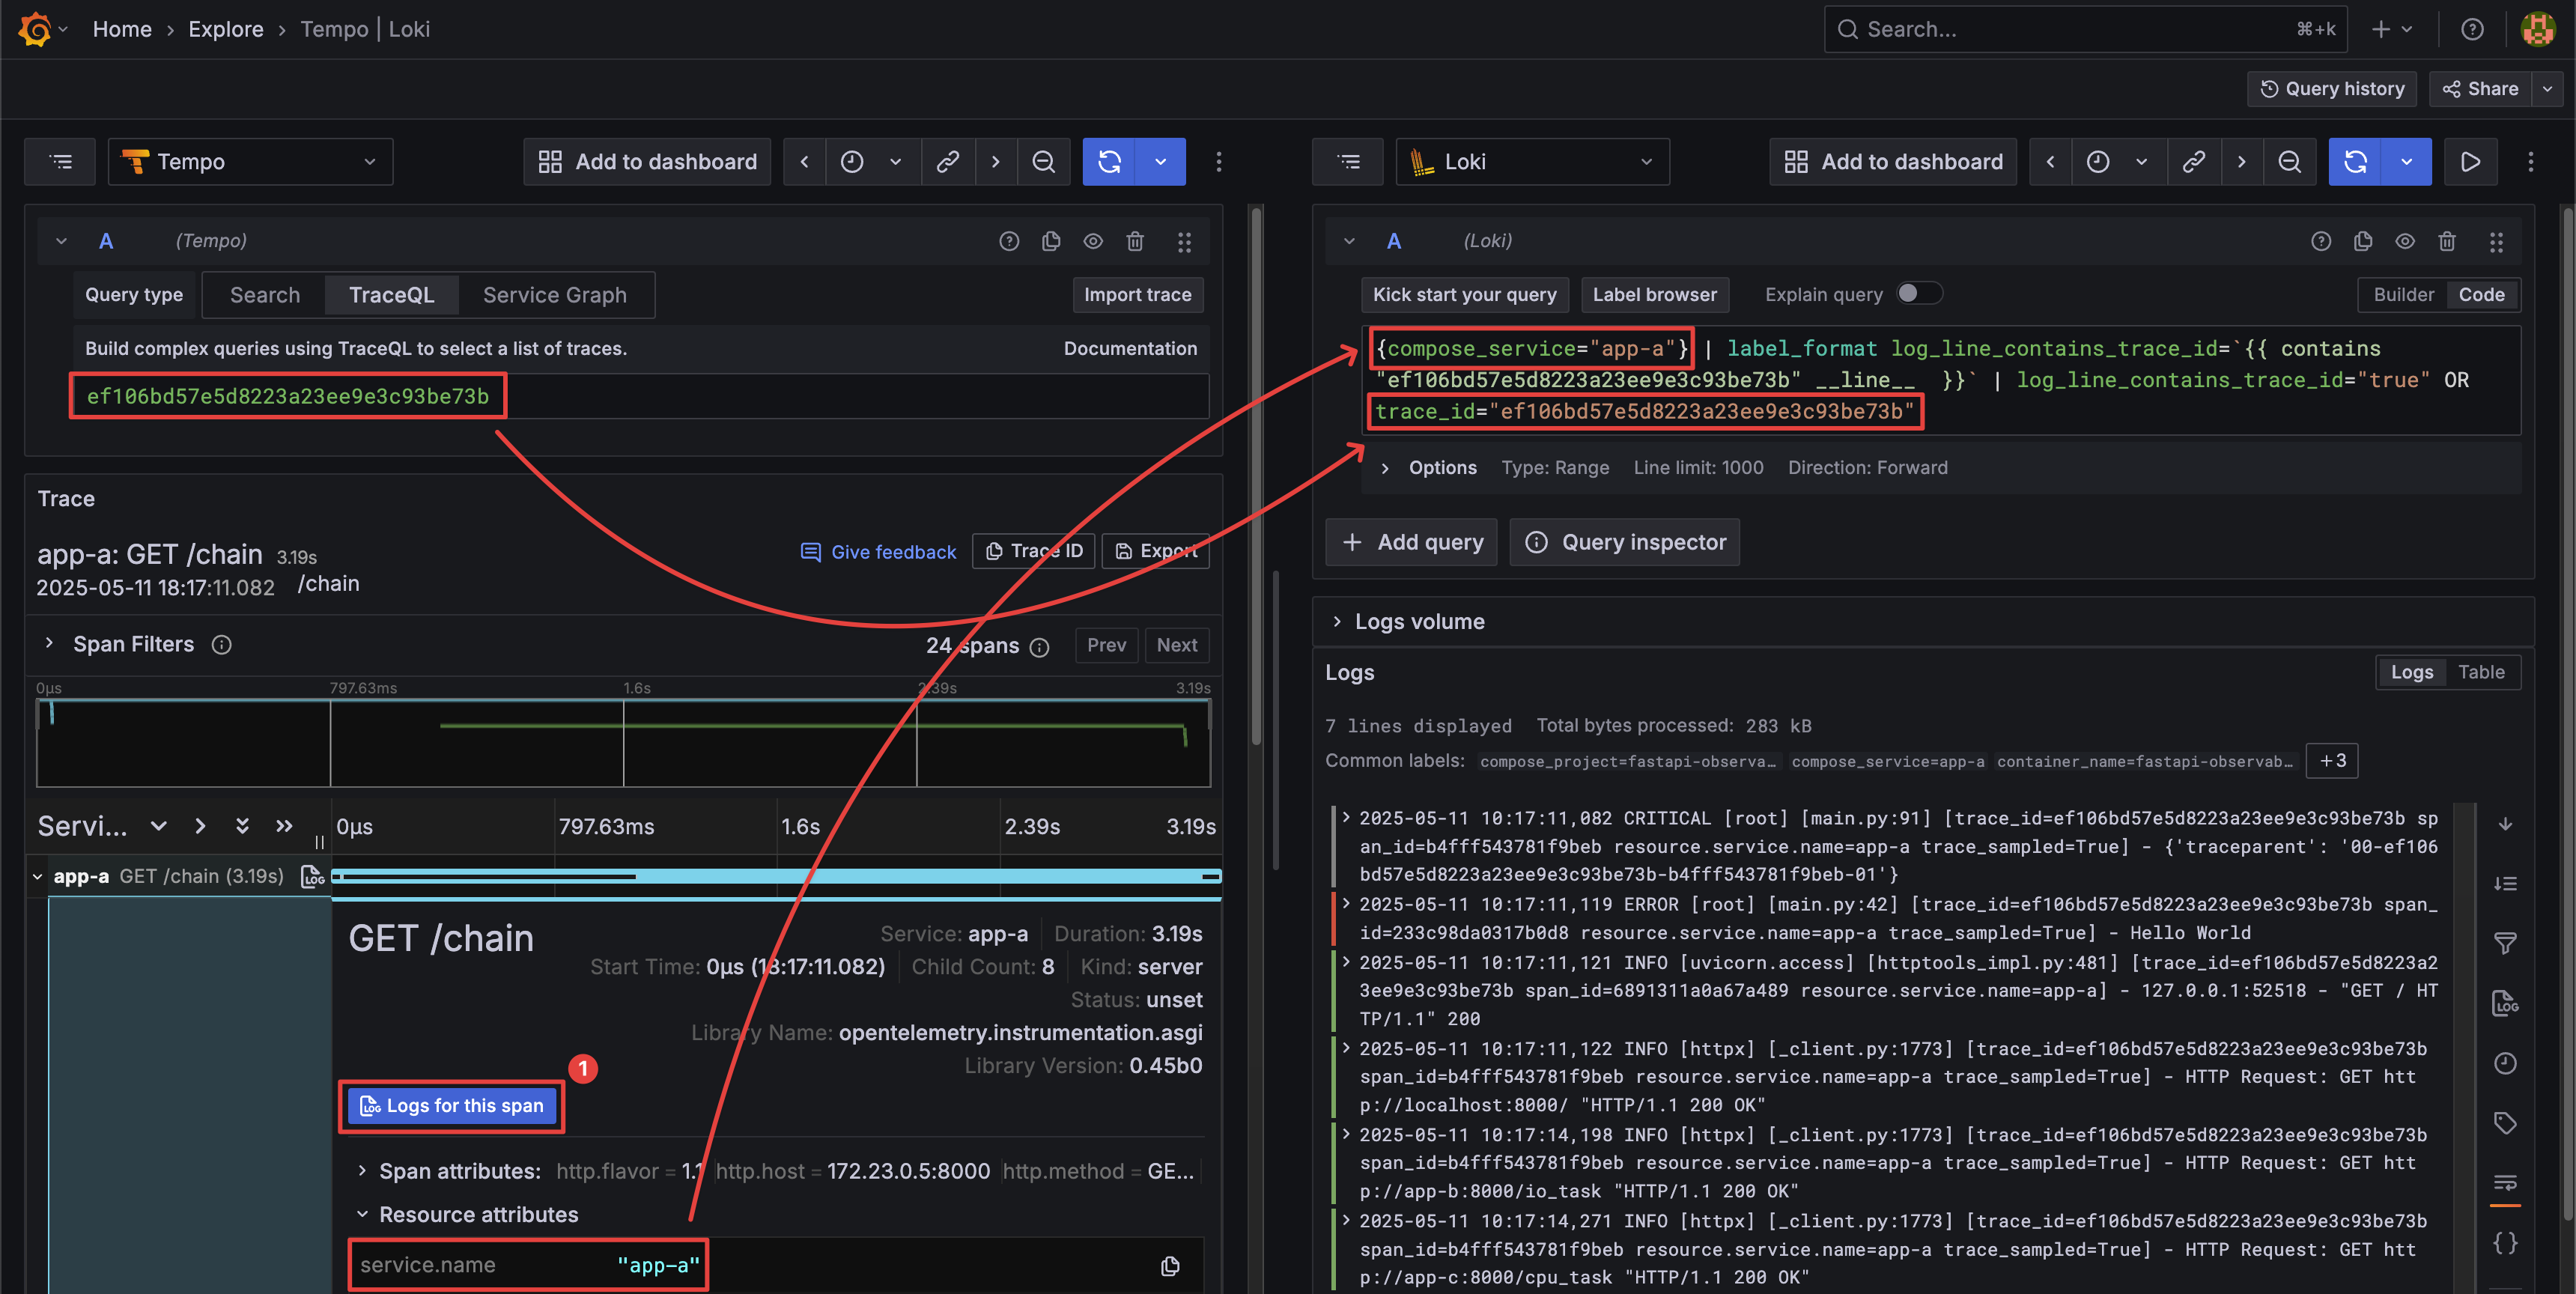 Home › Explore › Tempo | Loki
Search...
⌘+k
Query history
Share
Tempo
Add to dashboard
A
(Tempo)
Query type
Search
TraceQL
Service Graph
Import trace
Build complex queries using TraceQL to select a list of traces.
Documentation
ef106bd57e5d8223a23ee9e3c93be73b
Trace
app-a: GET /chain 3.19s
Give feedback
Trace ID
Export
2025-05-11 18:17:11.082 /chain
Span Filters
24 spans
Prev
Next
0μs 797.63ms 1.6s 2.39s 3.19s
Servi...
0μs 797.63ms 1.6s 2.39s 3.19s
app-a GET /chain (3.19s)
LOG
GET /chain
Service: app-a Duration: 3.19s
Start Time: 0μs (18:17:11.082) Child Count: 8 Kind: server
Status: unset
Library Name: opentelemetry.instrumentation.asgi
Library Version: 0.45b0
1
LOG Logs for this span
Span attributes: http.flavor = 1.1 http.host = 172.23.0.5:8000 http.method = GE...
Resource attributes
service.name "app-a"
Loki
Add to dashboard
A
(Loki)
Kick start your query
Label browser
Explain query
Builder
Code
{compose_service="app-a"} | label_format log_line_contains_trace_id=`{{ contains
"ef106bd57e5d8223a23ee9e3c93be73b" __line__ }}` | log_line_contains_trace_id="true" OR
trace_id="ef106bd57e5d8223a23ee9e3c93be73b"
Options Type: Range Line limit: 1000 Direction: Forward
+ Add query
Query inspector
Logs volume
Logs
Logs
Table
7 lines displayed Total bytes processed: 283 kB
Common labels: compose_project=fastapi-observa… compose_service=app-a container_name=fastapi-observab… +3
2025-05-11 10:17:11,082 CRITICAL [root] [main.py:91] [trace_id=ef106bd57e5d8223a23ee9e3c93be73b sp
an_id=b4fff543781f9beb resource.service.name=app-a trace_sampled=True] - {'traceparent': '00-ef106
bd57e5d8223a23ee9e3c93be73b-b4fff543781f9beb-01'}
2025-05-11 10:17:11,119 ERROR [root] [main.py:42] [trace_id=ef106bd57e5d8223a23ee9e3c93be73b span_
id=233c98da0317b0d8 resource.service.name=app-a trace_sampled=True] - Hello World
2025-05-11 10:17:11,121 INFO [uvicorn.access] [httptools_impl.py:481] [trace_id=ef106bd57e5d8223a2
3ee9e3c93be73b span_id=6891311a0a67a489 resource.service.name=app-a] - 127.0.0.1:52518 - "GET / HT
TP/1.1" 200
2025-05-11 10:17:11,122 INFO [httpx] [_client.py:1773] [trace_id=ef106bd57e5d8223a23ee9e3c93be73b
span_id=b4fff543781f9beb resource.service.name=app-a trace_sampled=True] - HTTP Request: GET htt
p://localhost:8000/ "HTTP/1.1 200 OK"
2025-05-11 10:17:14,198 INFO [httpx] [_client.py:1773] [trace_id=ef106bd57e5d8223a23ee9e3c93be73b
span_id=b4fff543781f9beb resource.service.name=app-a trace_sampled=True] - HTTP Request: GET htt
p://app-b:8000/io_task "HTTP/1.1 200 OK"
2025-05-11 10:17:14,271 INFO [httpx] [_client.py:1773] [trace_id=ef106bd57e5d8223a23ee9e3c93be73b
span_id=b4fff543781f9beb resource.service.name=app-a trace_sampled=True] - HTTP Request: GET htt
p://app-c:8000/cpu_task "HTTP/1.1 200 OK"
LOG